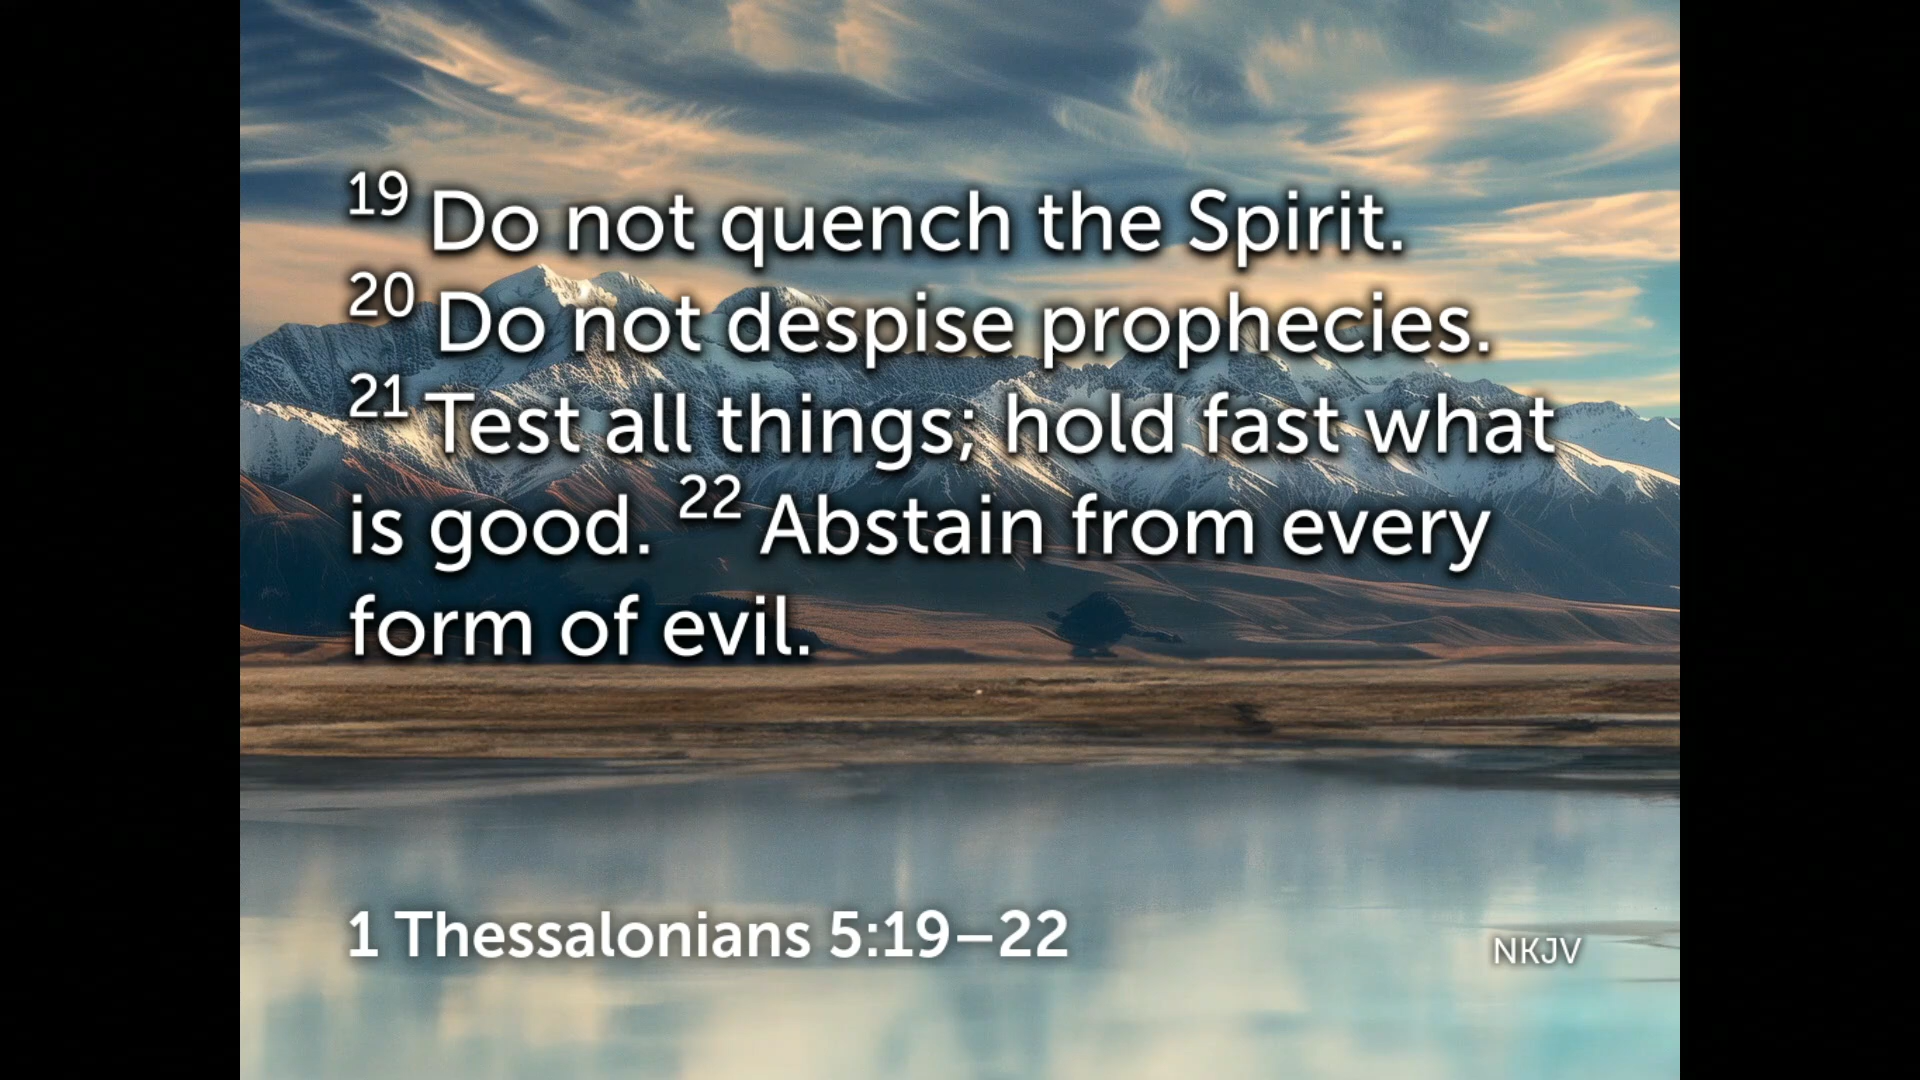 19 Do not quench the Spirit.
20 Do not despise prophecies.
21 Test all things; hold fast what
is good. 22 Abstain from every
form of evil.
1 Thessalonians 5:19–22
NKJV